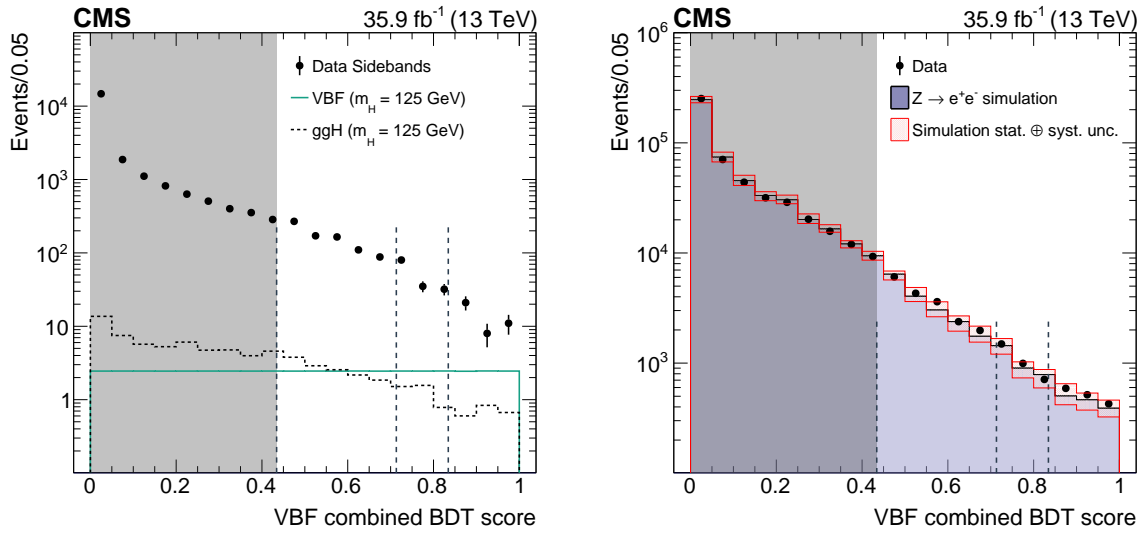 CMS 35.9 fb⁻¹ (13 TeV)
Events/0.05
Data Sidebands
VBF (m_H = 125 GeV)
ggH (m_H = 125 GeV)
10⁴
10³
10²
10
1
0 0.2 0.4 0.6 0.8 1
VBF combined BDT score
CMS 35.9 fb⁻¹ (13 TeV)
Events/0.05
Data
Z → e⁺e⁻ simulation
Simulation stat. ⊕ syst. unc.
10⁶
10⁵
10⁴
10³
0 0.2 0.4 0.6 0.8 1
VBF combined BDT score